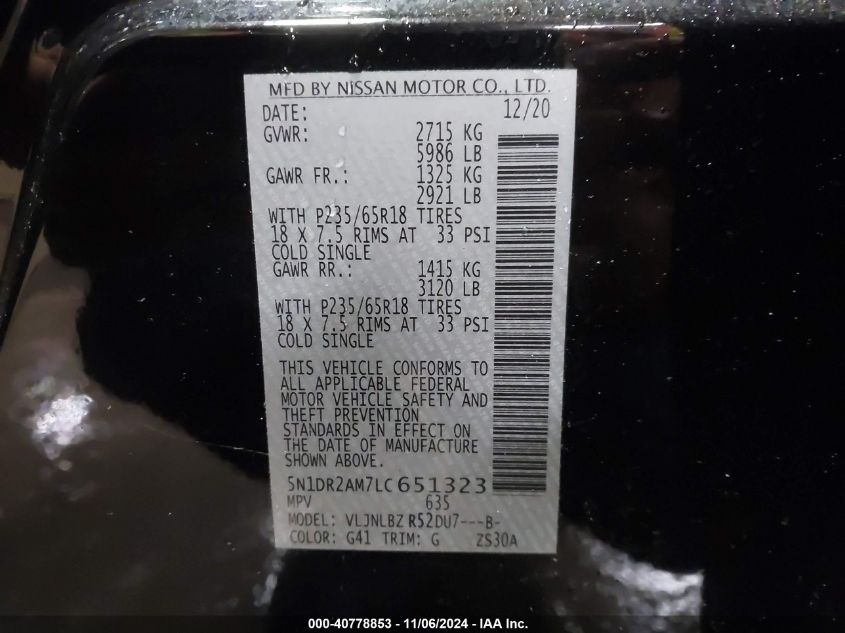 MFD BY NISSAN MOTOR CO., LTD.
DATE: 12/20
GVWR: 2715 KG
5986 LB
GAWR FR.: 1325 KG
2921 LB
WITH P235/65R18 TIRES
18 X 7.5 RIMS AT 33 PSI
COLD SINGLE
GAWR RR.: 1415 KG
3120 LB
WITH P235/65R18 TIRES
18 X 7.5 RIMS AT 33 PSI
COLD SINGLE
THIS VEHICLE CONFORMS TO
ALL APPLICABLE FEDERAL
MOTOR VEHICLE SAFETY AND
THEFT PREVENTION
STANDARDS IN EFFECT ON
THE DATE OF MANUFACTURE
SHOWN ABOVE.
5N1DR2AM7LC651323
MPV 635
MODEL: VLJNLBZ R52DU7---B-
COLOR: G41 TRIM: G ZS30A
000-40778853 - 11/06/2024 - IAA Inc.